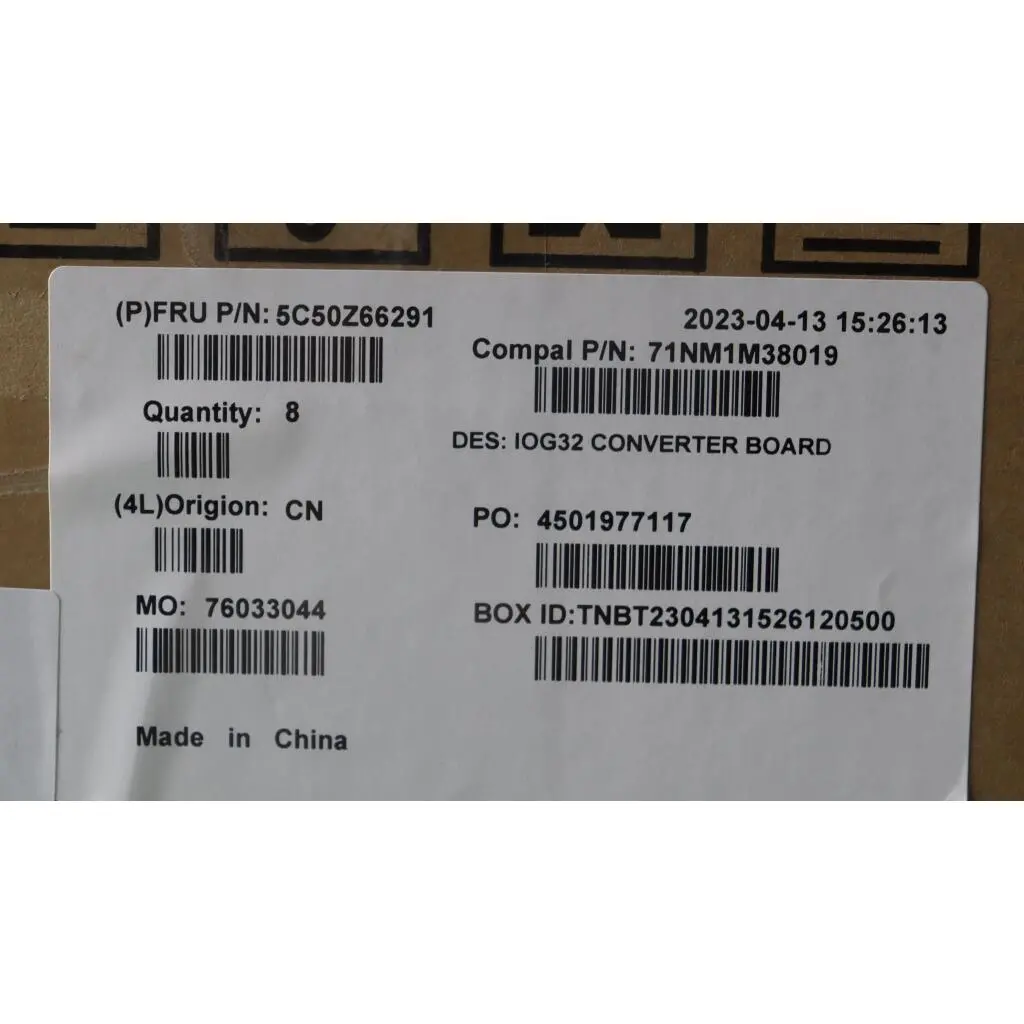 (P)FRU P/N: 5C50Z66291
2023-04-13 15:26:13
Compal P/N: 71NM1M38019
Quantity: 8
DES: IOG32 CONVERTER BOARD
(4L)Origion: CN
PO: 4501977117
MO: 76033044
BOX ID:TNBT2304131526120500
Made in China